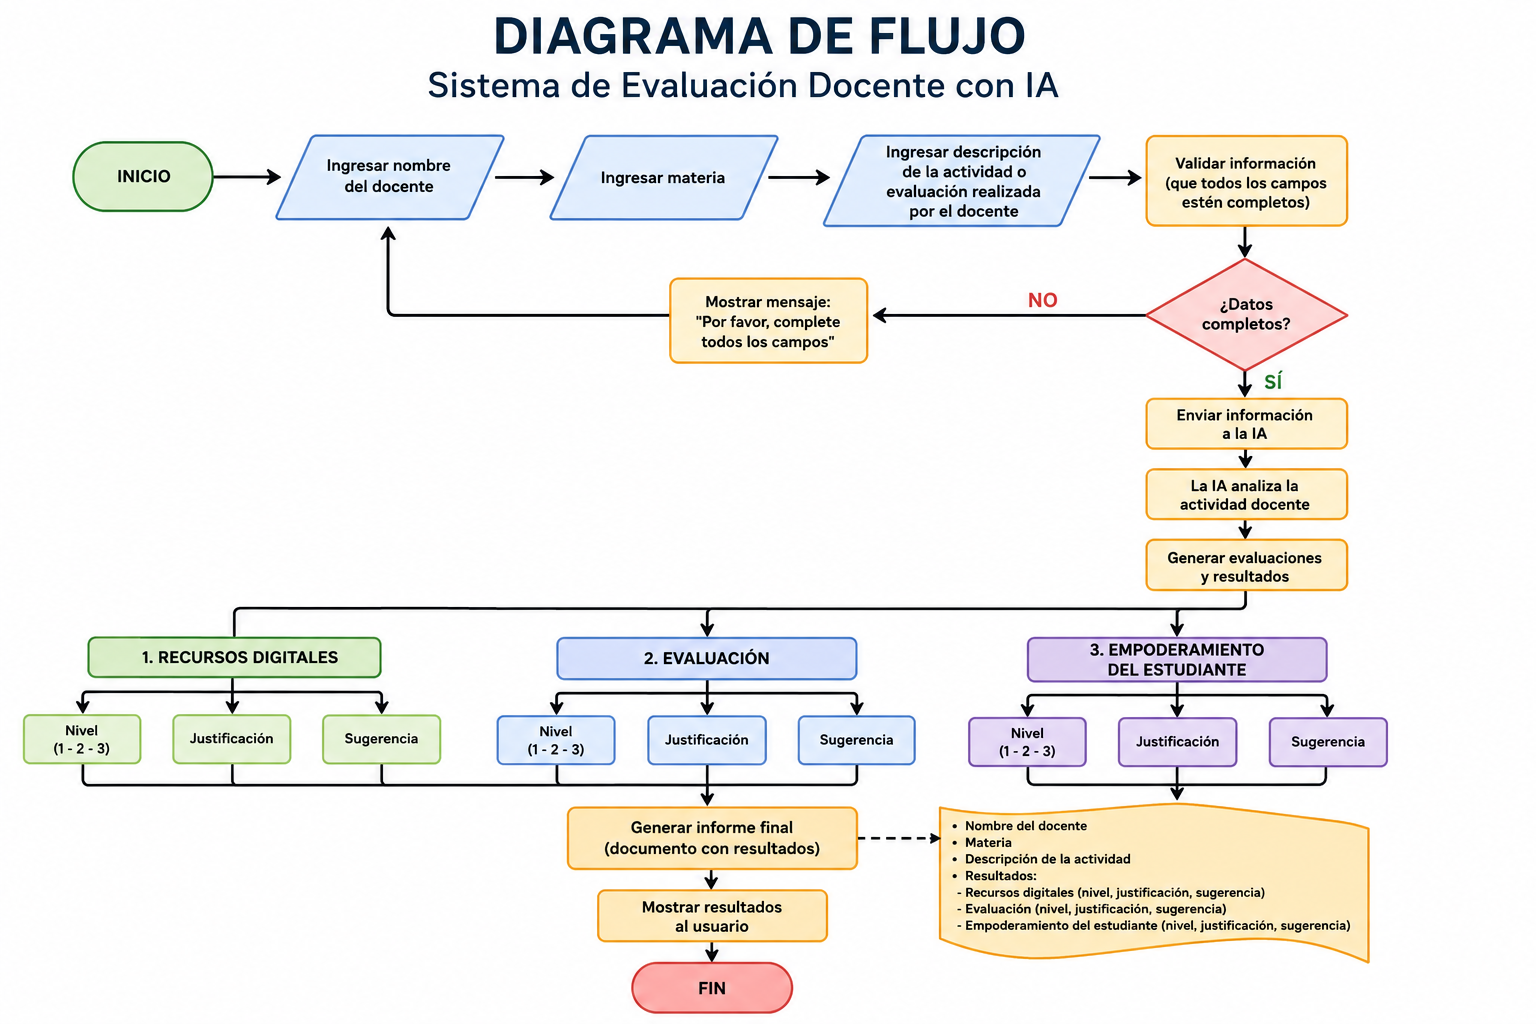 DIAGRAMA DE FLUJO
Sistema de Evaluación Docente con IA
INICIO
Ingresar nombre
del docente
Ingresar materia
Ingresar descripción
de la actividad o
evaluación realizada
por el docente
Validar información
(que todos los campos
estén completos)
¿Datos
completos?
NO
Mostrar mensaje:
"Por favor, complete
todos los campos"
SÍ
Enviar información
a la IA
La IA analiza la
actividad docente
Generar evaluaciones
y resultados
1. RECURSOS DIGITALES
Nivel
(1 - 2 - 3)
Justificación
Sugerencia
2. EVALUACIÓN
Nivel
(1 - 2 - 3)
Justificación
Sugerencia
3. EMPODERAMIENTO
DEL ESTUDIANTE
Nivel
(1 - 2 - 3)
Justificación
Sugerencia
Generar informe final
(documento con resultados)
• Nombre del docente
• Materia
• Descripción de la actividad
• Resultados:
- Recursos digitales (nivel, justificación, sugerencia)
- Evaluación (nivel, justificación, sugerencia)
- Empoderamiento del estudiante (nivel, justificación, sugerencia)
Mostrar resultados
al usuario
FIN